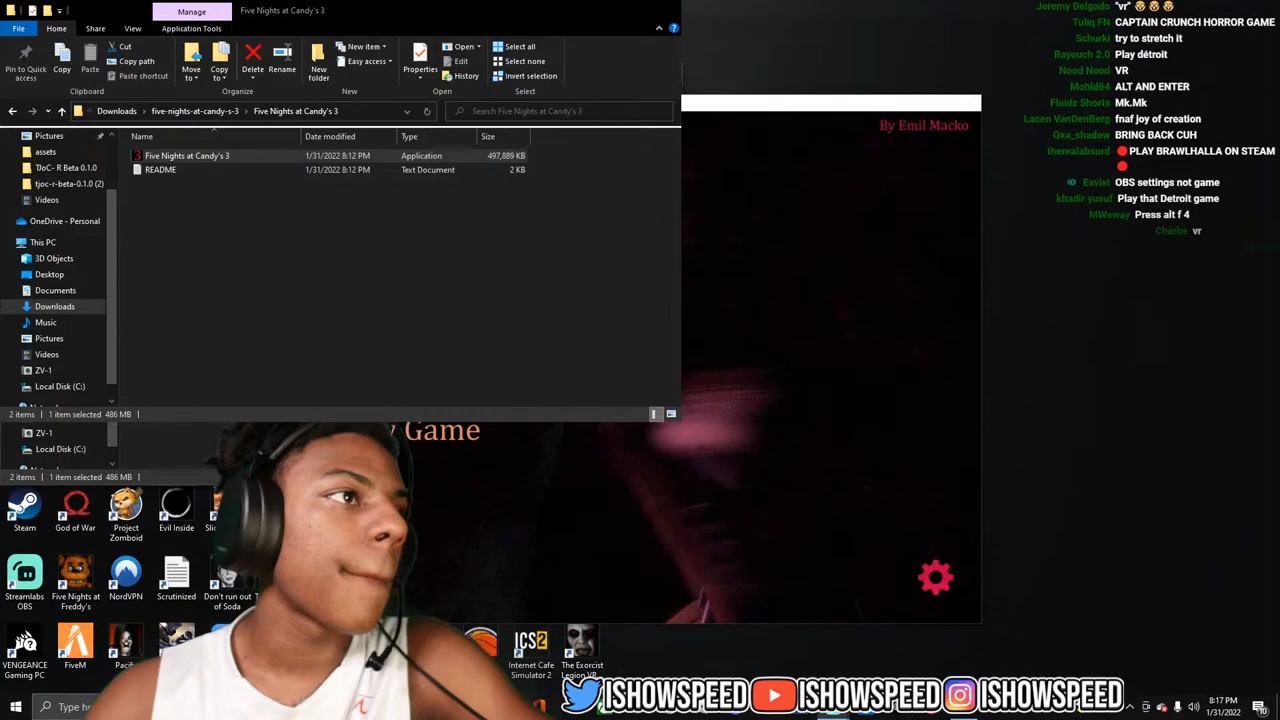 Manage
Five Nights at Candy's 3
File
Home
Share
View
Application Tools
Pin to Quick access
Copy
Paste
Cut
Copy path
Paste shortcut
Clipboard
Move to
Copy to
Delete
Rename
Organize
New folder
New item
Easy access
New
Properties
Open
Edit
History
Open
Select all
Select none
Invert selection
Select
Downloads
five-nights-at-candy-s-3
Five Nights at Candy's 3
Search Five Nights at Candy's 3
Name
Date modified
Type
Size
Five Nights at Candy's 3
1/31/2022 8:12 PM
Application
497,889 KB
README
1/31/2022 8:12 PM
Text Document
2 KB
Pictures
assets
TJoC- R Beta 0.1.0
tjoc-r-beta-0.1.0 (2)
Videos
OneDrive - Personal
This PC
3D Objects
Desktop
Documents
Downloads
Music
Pictures
Videos
ZV-1
Local Disk (C:)
2 items
1 item selected 486 MB
ZV-1
Local Disk (C:)
2 items
1 item selected 486 MB
By Emil Macko
Game
Steam
God of War
Project Zomboid
Evil Inside
Streamlabs OBS
Five Nights at Freddy's
NordVPN
Scrutinized
Don't run out of Soda
VENGEANCE Gaming PC
FiveM
ICS2
Internet Cafe Simulator 2
The Exorcist Legion VR
Jeremy Delgado "vr"
Tuliq FN CAPTAIN CRUNCH HORROR GAME
Schurki try to stretch it
Rayouch 2.0 Play détroit
Nood Nood VR
Mohld64 ALT AND ENTER
Fluidz Shorts Mk.Mk
Lacen VanDenBerg fnaf joy of creation
Qxa_shadow BRING BACK CUH
therealabsurd PLAY BRAWLHALLA ON STEAM
Exvist OBS settings not game
khadir yusuf Play that Detroit game
MWsway Press alt f 4
Charbs vr
ISHOWSPEED
ISHOWSPEED
ISHOWSPEED
8:17 PM
1/31/2022